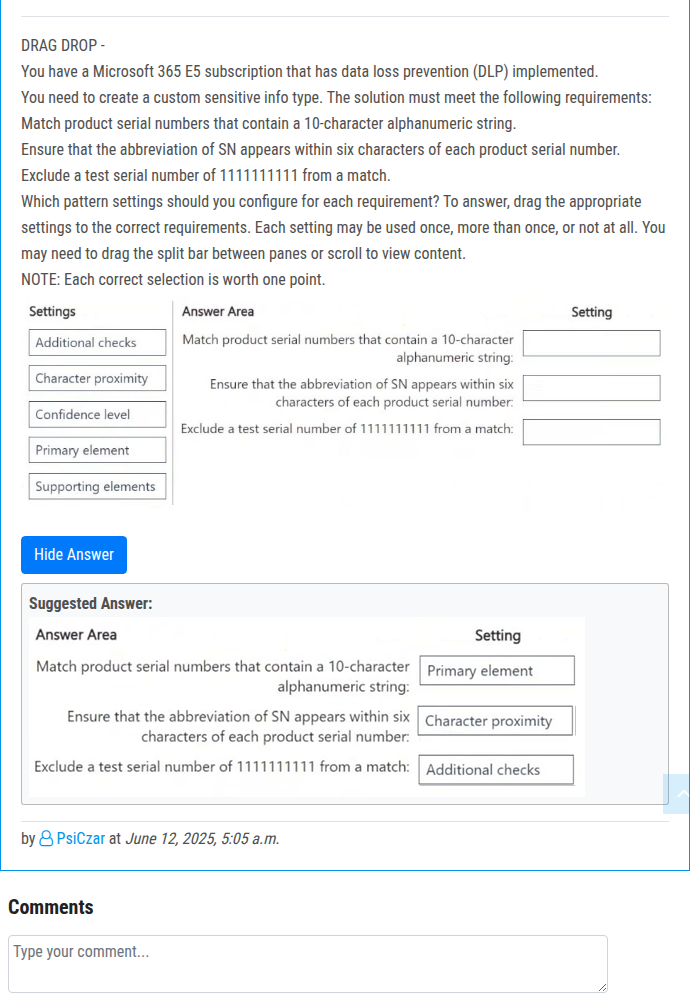 DRAG DROP -
You have a Microsoft 365 E5 subscription that has data loss prevention (DLP) implemented.
You need to create a custom sensitive info type. The solution must meet the following requirements:
Match product serial numbers that contain a 10-character alphanumeric string.
Ensure that the abbreviation of SN appears within six characters of each product serial number.
Exclude a test serial number of 1111111111 from a match.
Which pattern settings should you configure for each requirement? To answer, drag the appropriate
settings to the correct requirements. Each setting may be used once, more than once, or not at all. You
may need to drag the split bar between panes or scroll to view content.
NOTE: Each correct selection is worth one point.
Settings
Additional checks
Character proximity
Confidence level
Primary element
Supporting elements
Answer Area
Setting
Match product serial numbers that contain a 10-character
alphanumeric string:
Ensure that the abbreviation of SN appears within six
characters of each product serial number:
Exclude a test serial number of 1111111111 from a match:
Hide Answer
Suggested Answer:
Answer Area
Setting
Match product serial numbers that contain a 10-character
alphanumeric string:
Primary element
Ensure that the abbreviation of SN appears within six
characters of each product serial number:
Character proximity
Exclude a test serial number of 1111111111 from a match:
Additional checks
by PsiCzar at June 12, 2025, 5:05 a.m.
Comments
Type your comment...